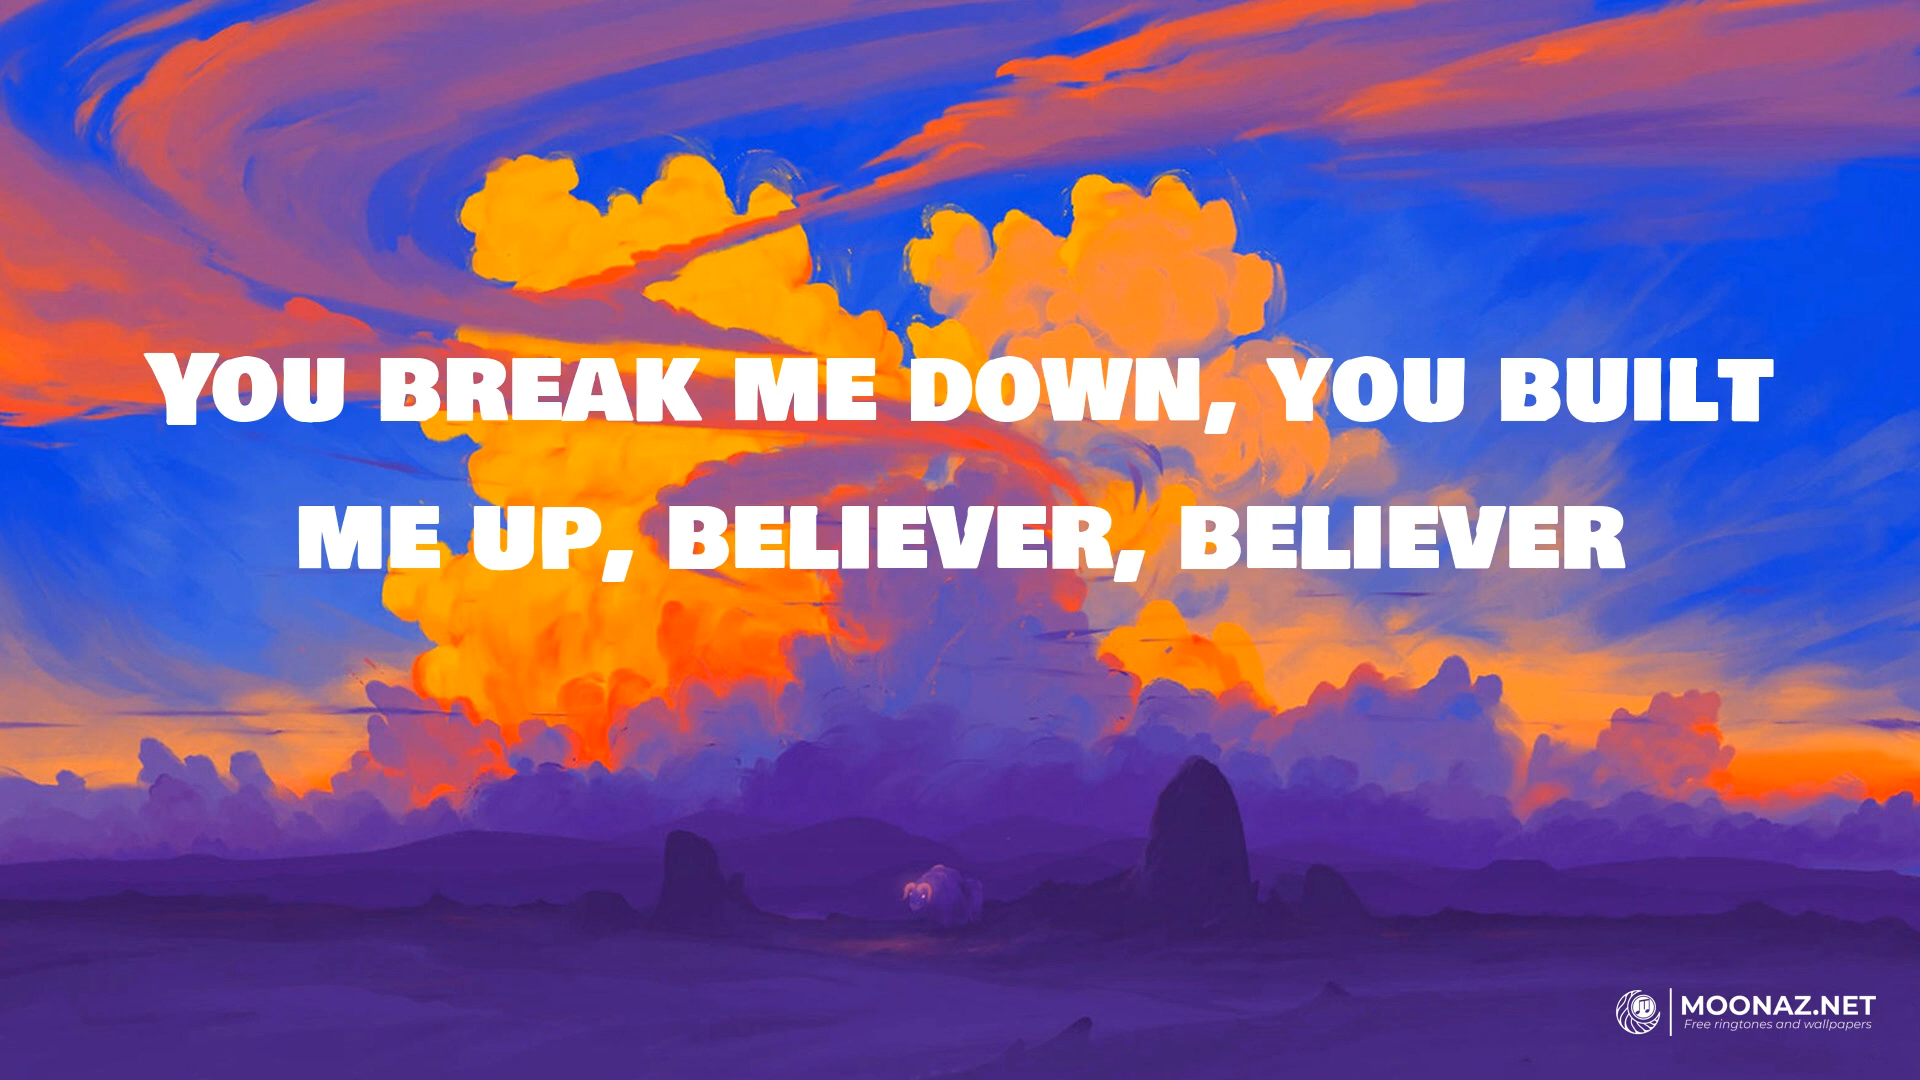 You break me down, you built
me up, believer, believer
MOONAZ.NET
Free ringtones and wallpapers